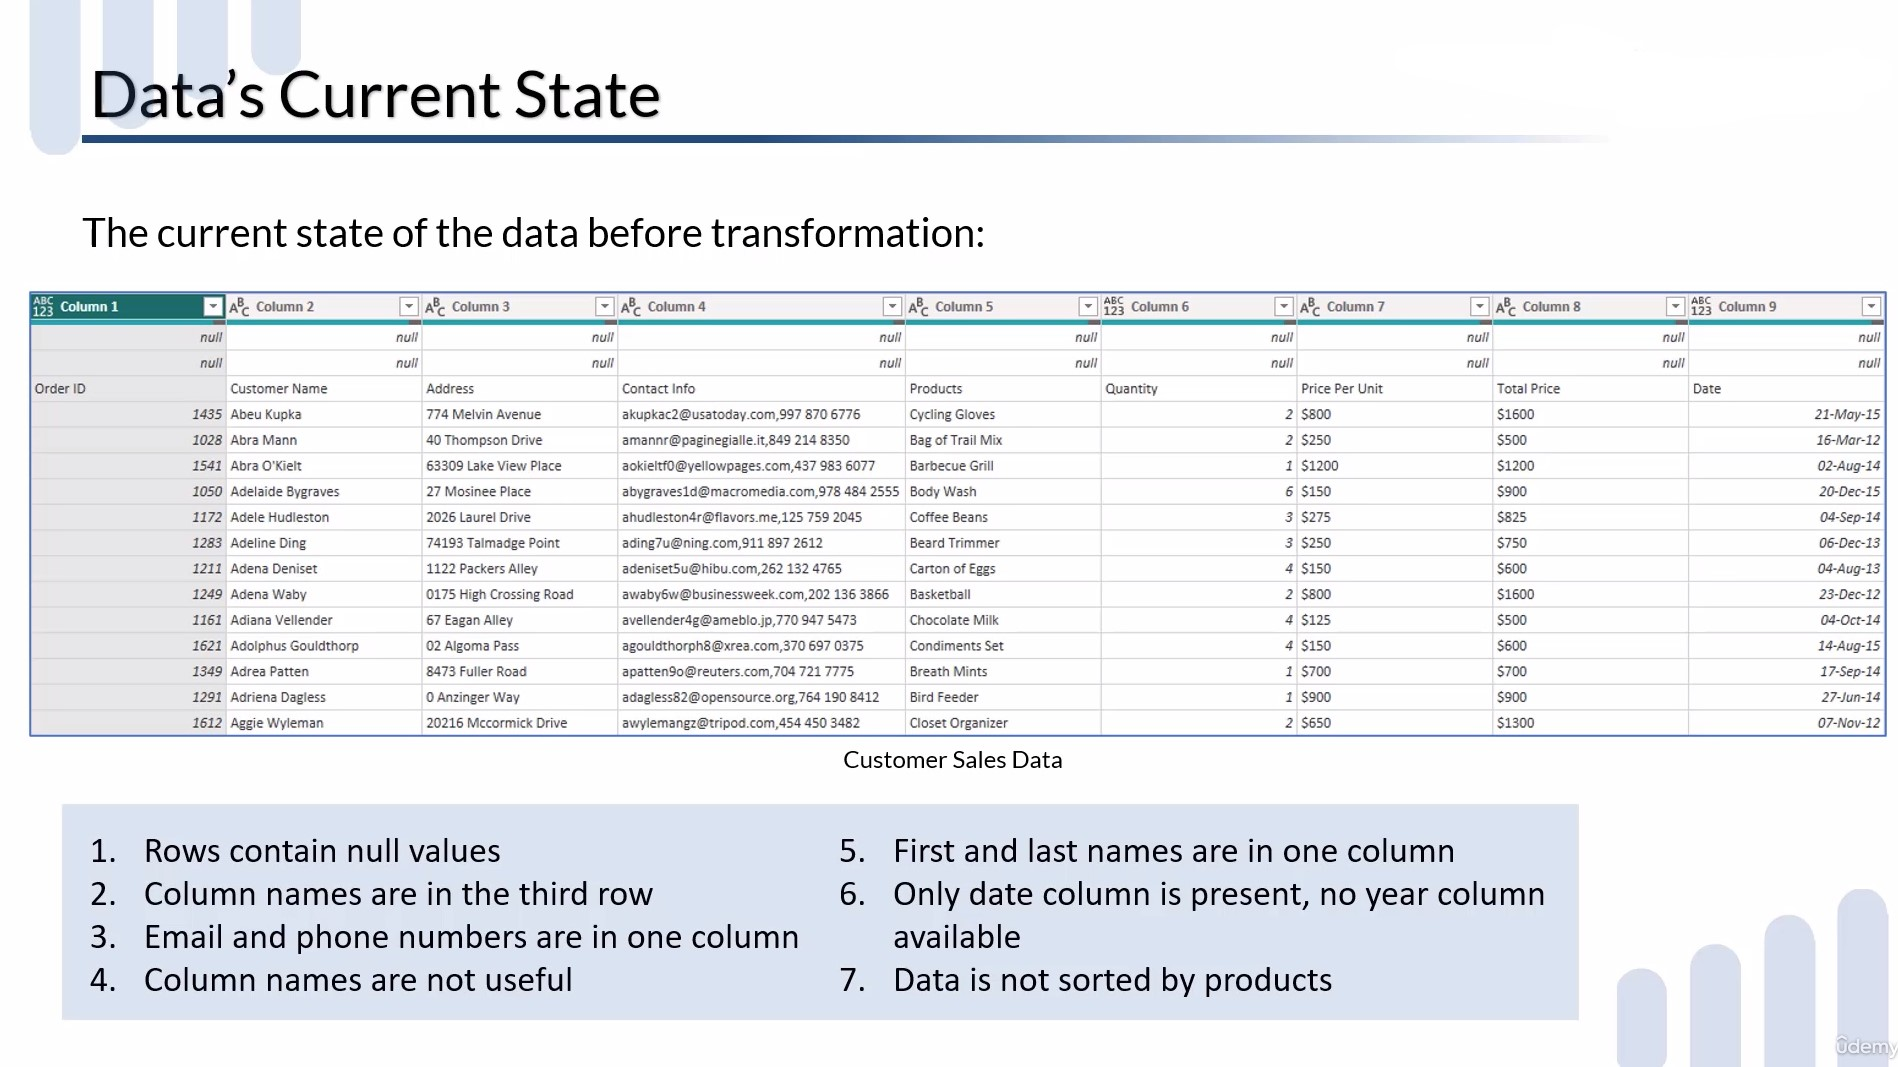 Data’s Current State
The current state of the data before transformation:
ABC 123 Column 1 ABC Column 2 ABC Column 3 ABC Column 4 ABC Column 5 ABC 123 Column 6 ABC Column 7 ABC Column 8 ABC 123 Column 9
null null null null null null null null null
null null null null null null null null null
Order ID Customer Name Address Contact Info Products Quantity Price Per Unit Total Price Date
1435 Abeu Kupka 774 Melvin Avenue akupkac2@usatoday.com,997 870 6776 Cycling Gloves 2 $800 $1600 21-May-15
1028 Abra Mann 40 Thompson Drive amannr@paginegialle.it,849 214 8350 Bag of Trail Mix 2 $250 $500 16-Mar-12
1541 Abra O'Kielt 63309 Lake View Place aokieltf0@yellowpages.com,437 983 6077 Barbecue Grill 1 $1200 $1200 02-Aug-14
1050 Adelaide Bygraves 27 Mosinee Place abygraves1d@macromedia.com,978 484 2555 Body Wash 6 $150 $900 20-Dec-15
1172 Adele Hudleston 2026 Laurel Drive ahudleston4r@flavors.me,125 759 2045 Coffee Beans 3 $275 $825 04-Sep-14
1283 Adeline Ding 74193 Talmadge Point ading7u@ning.com,911 897 2612 Beard Trimmer 3 $250 $750 06-Dec-13
1211 Adena Deniset 1122 Packers Alley adeniset5u@hibu.com,262 132 4765 Carton of Eggs 4 $150 $600 04-Aug-13
1249 Adena Waby 0175 High Crossing Road awaby6w@businessweek.com,202 136 3866 Basketball 2 $800 $1600 23-Dec-12
1161 Adiana Vellender 67 Eagan Alley avellender4g@ameblo.jp,770 947 5473 Chocolate Milk 4 $125 $500 04-Oct-14
1621 Adolphus Gouldthorp 02 Algoma Pass agouldthorph8@xrea.com,370 697 0375 Condiments Set 4 $150 $600 14-Aug-15
1349 Adrea Patten 8473 Fuller Road apatten9o@reuters.com,704 721 7775 Breath Mints 1 $700 $700 17-Sep-14
1291 Adriena Dagless 0 Anzinger Way adagless82@opensource.org,764 190 8412 Bird Feeder 1 $900 $900 27-Jun-14
1612 Aggie Wyleman 20216 Mccormick Drive awylemangz@tripod.com,454 450 3482 Closet Organizer 2 $650 $1300 07-Nov-12
Customer Sales Data
1. Rows contain null values
2. Column names are in the third row
3. Email and phone numbers are in one column
4. Column names are not useful
5. First and last names are in one column
6. Only date column is present, no year column
available
7. Data is not sorted by products
ûdemy